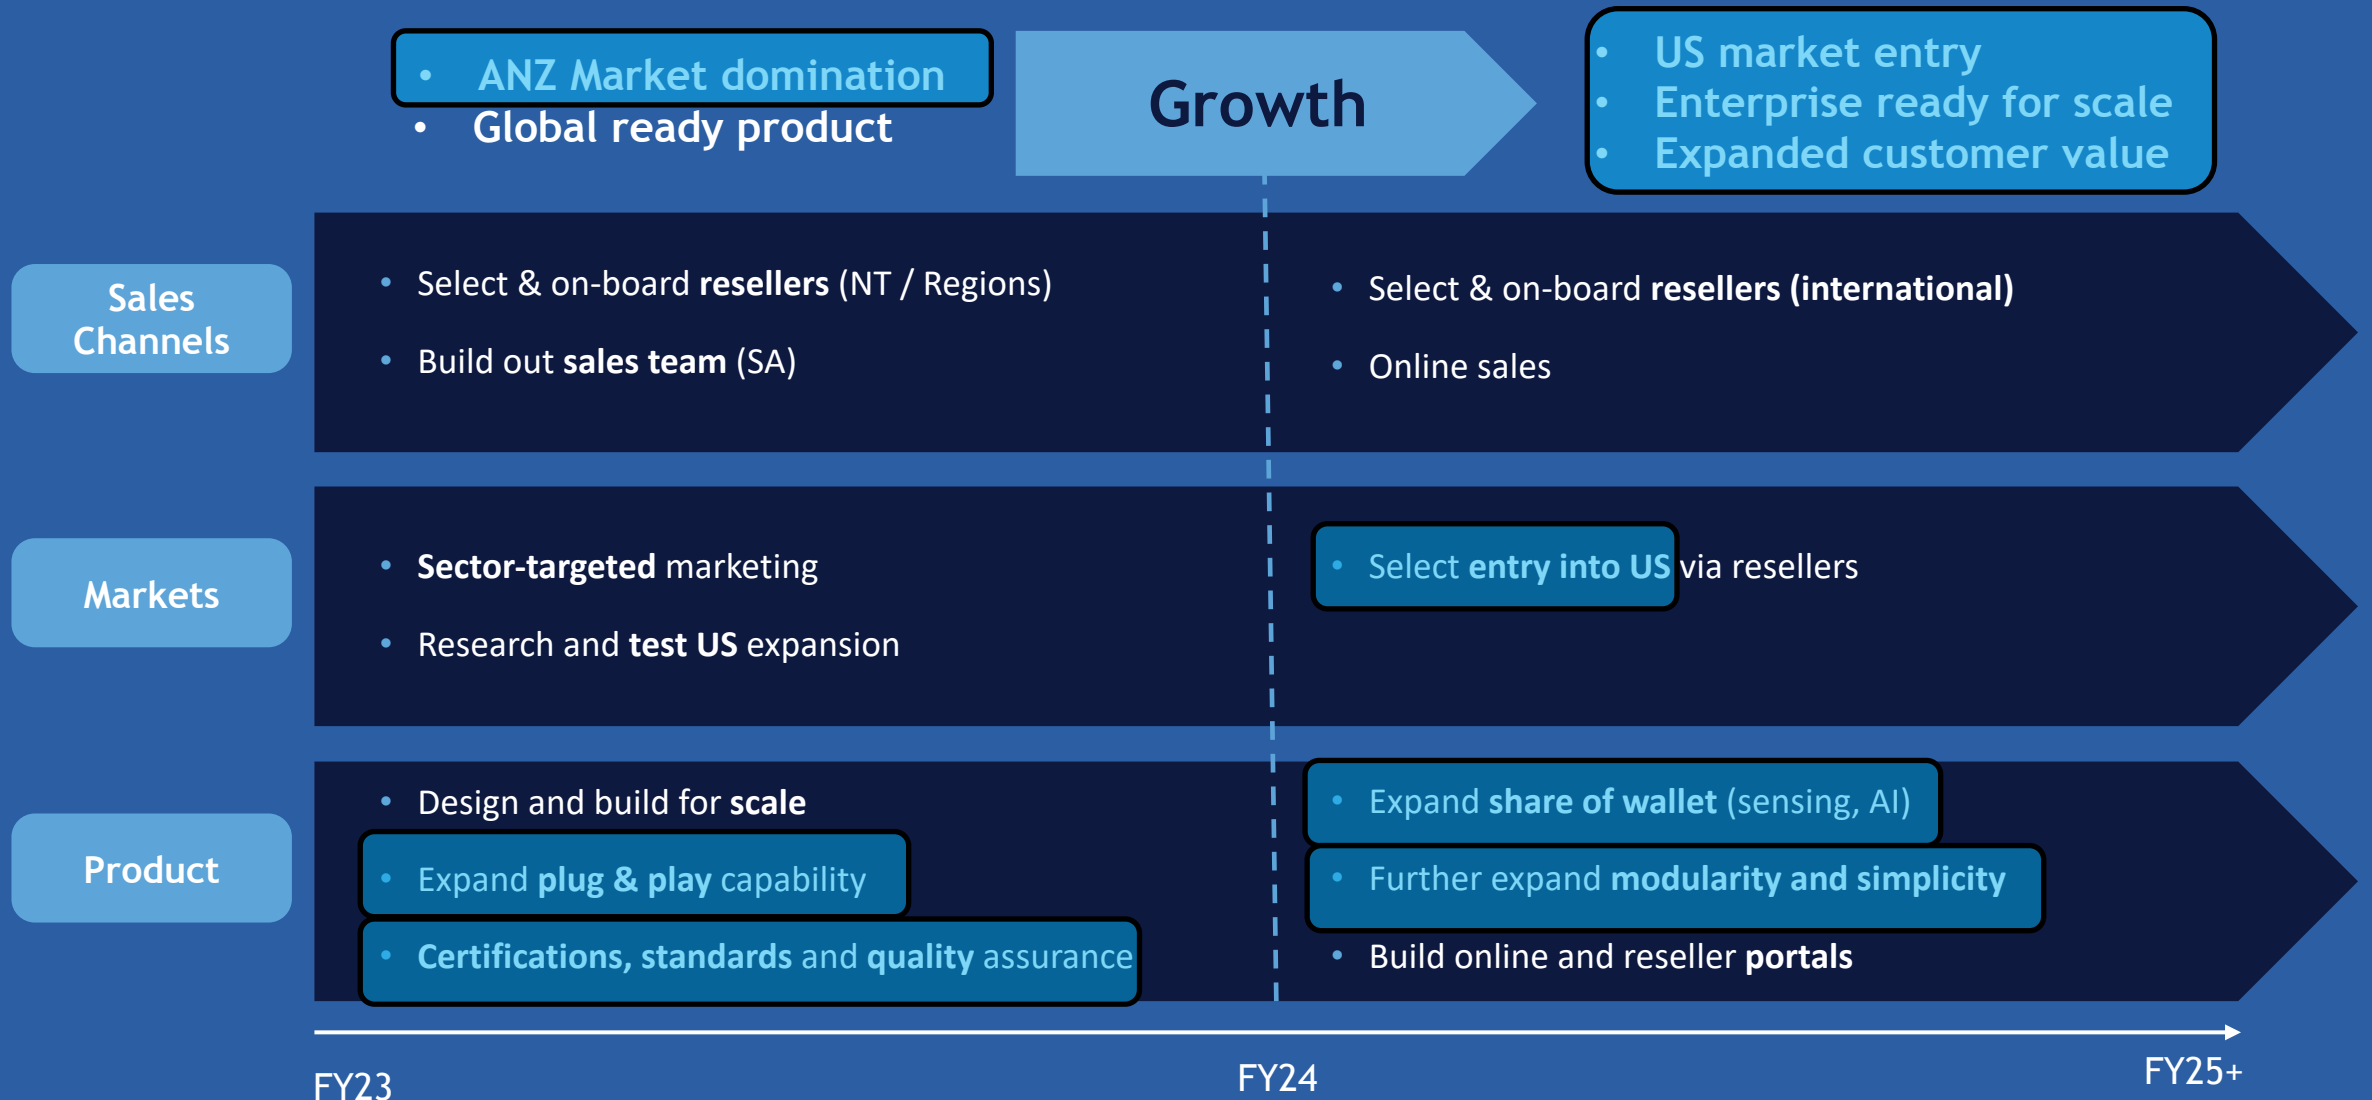 • ANZ Market domination
• Global ready product
Growth
• US market entry
• Enterprise ready for scale
• Expanded customer value
Sales
Channels
• Select & on-board resellers (NT / Regions)
• Build out sales team (SA)
• Select & on-board resellers (international)
• Online sales
Markets
• Sector-targeted marketing
• Research and test US expansion
• Select entry into US via resellers
Product
• Design and build for scale
• Expand plug & play capability
• Certifications, standards and quality assurance
• Expand share of wallet (sensing, AI)
• Further expand modularity and simplicity
• Build online and reseller portals
FY23
FY24
FY25+